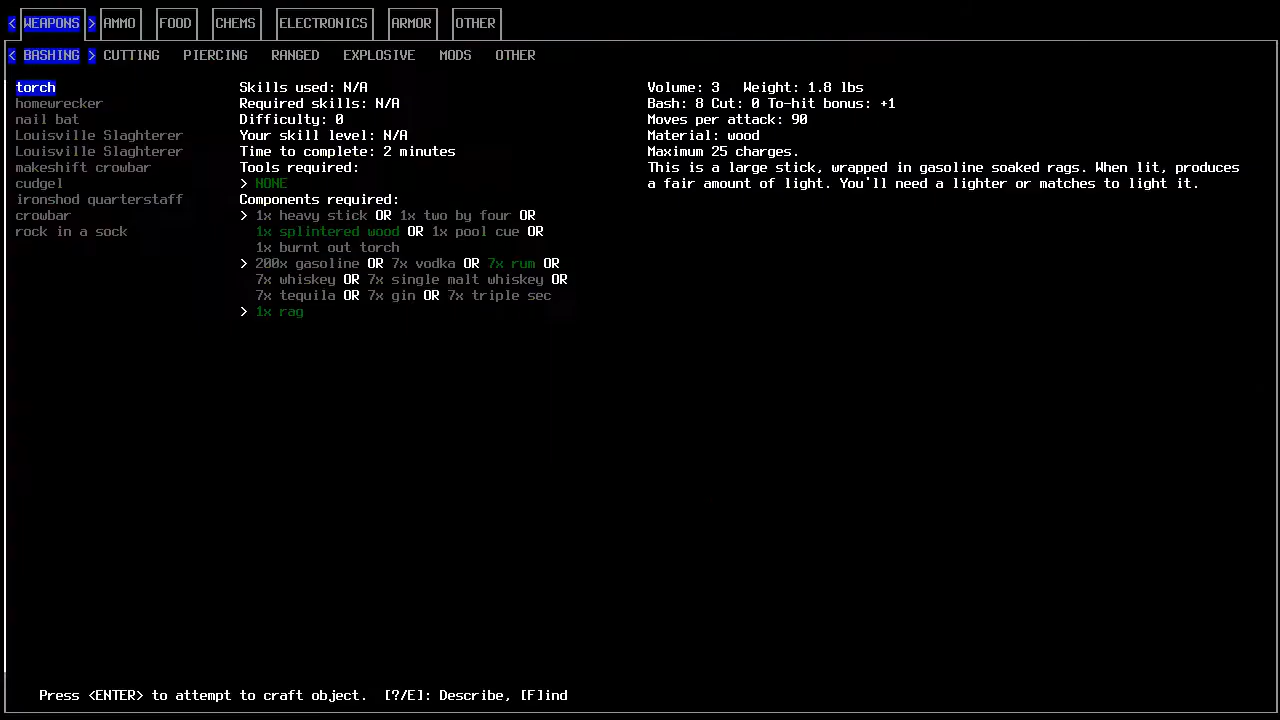 < WEAPONS > AMMO FOOD CHEMS ELECTRONICS ARMOR OTHER
< BASHING > CUTTING PIERCING RANGED EXPLOSIVE MODS OTHER
torch
homewrecker
nail bat
Louisville Slaghterer
Louisville Slaghterer
makeshift crowbar
cudgel
ironshod quarterstaff
crowbar
rock in a sock
Skills used: N/A
Required skills: N/A
Difficulty: 0
Your skill level: N/A
Time to complete: 2 minutes
Tools required:
> NONE
Components required:
> 1x heavy stick OR 1x two by four OR
1x splintered wood OR 1x pool cue OR
1x burnt out torch
> 200x gasoline OR 7x vodka OR 7x rum OR
7x whiskey OR 7x single malt whiskey OR
7x tequila OR 7x gin OR 7x triple sec
> 1x rag
Volume: 3 Weight: 1.8 lbs
Bash: 8 Cut: 0 To-hit bonus: +1
Moves per attack: 90
Material: wood
Maximum 25 charges.
This is a large stick, wrapped in gasoline soaked rags. When lit, produces
a fair amount of light. You'll need a lighter or matches to light it.
Press <ENTER> to attempt to craft object. [?/E]: Describe, [F]ind